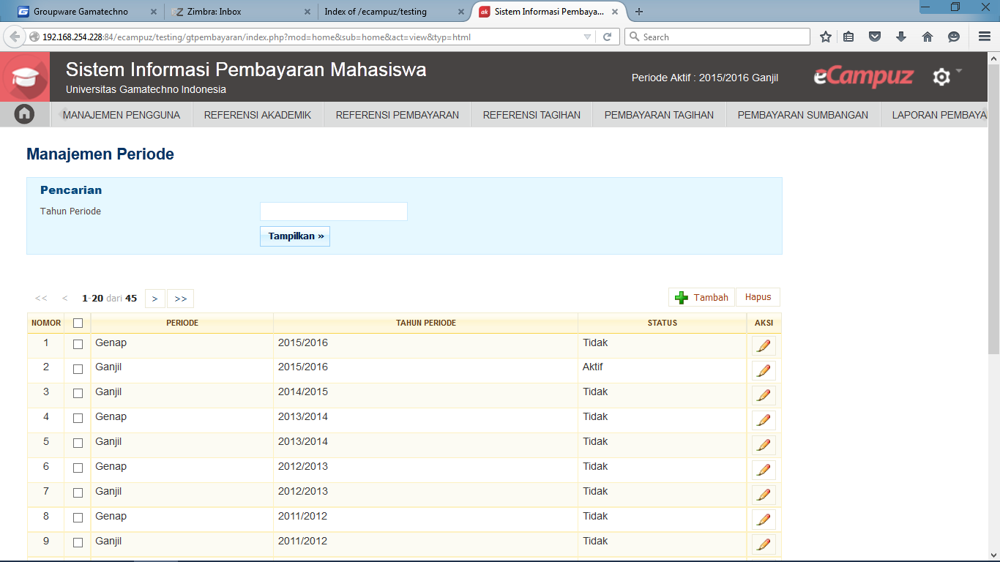 Groupware Gamatechno
Zimbra: Inbox
Index of /ecampuz/testing
Sistem Informasi Pembaya...
192.168.254.228:84/ecampuz/testing/gtpembayaran/index.php?mod=home&sub=home&act=view&typ=html
Search
Sistem Informasi Pembayaran Mahasiswa
Universitas Gamatechno Indonesia
Periode Aktif : 2015/2016 Ganjil
eCampuz
MANAJEMEN PENGGUNA REFERENSI AKADEMIK REFERENSI PEMBAYARAN REFERENSI TAGIHAN PEMBAYARAN TAGIHAN PEMBAYARAN SUMBANGAN LAPORAN PEMBAYA
Manajemen Periode
Pencarian
Tahun Periode
Tampilkan »
<< < 1-20 dari 45 > >>
Tambah Hapus
NOMOR PERIODE TAHUN PERIODE STATUS AKSI
1 Genap 2015/2016 Tidak
2 Ganjil 2015/2016 Aktif
3 Ganjil 2014/2015 Tidak
4 Genap 2013/2014 Tidak
5 Ganjil 2013/2014 Tidak
6 Genap 2012/2013 Tidak
7 Ganjil 2012/2013 Tidak
8 Genap 2011/2012 Tidak
9 Ganjil 2011/2012 Tidak